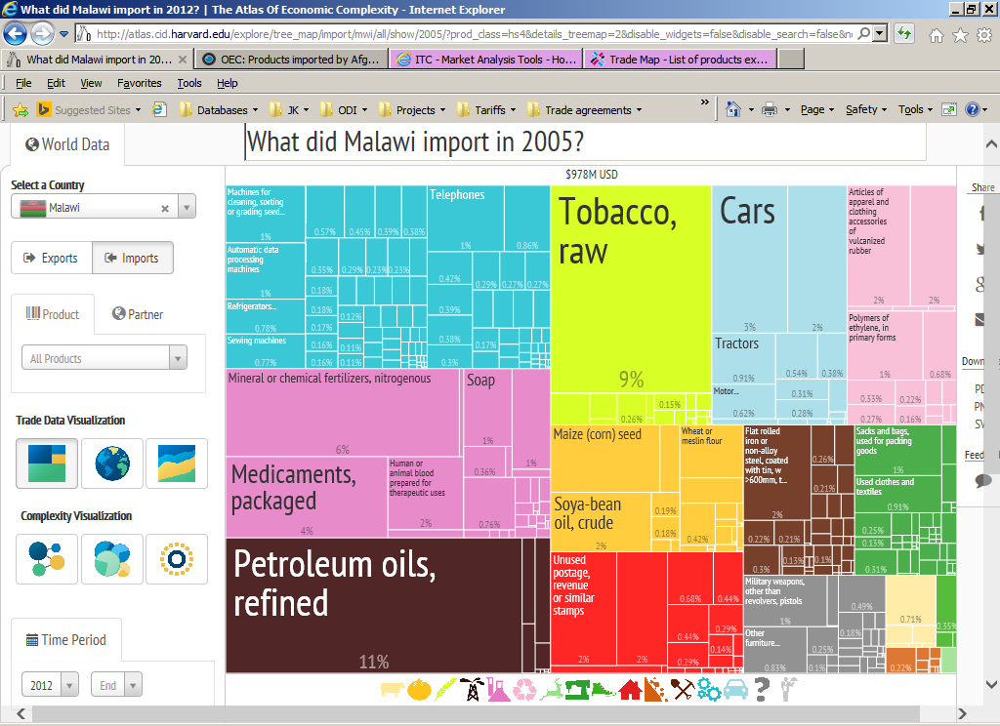 What did Malawi import in 2012? | The Atlas Of Economic Complexity - Internet Explorer
http://atlas.cid.harvard.edu/explore/tree_map/import/mwi/all/show/2005/?prod_class=hs4&details_treemap=2&disable_widgets=false&disable_search=false&
What did Malawi import in 20...
OEC: Products imported by Afg...
ITC - Market Analysis Tools - Ho...
Trade Map - List of products ex...
File Edit View Favorites Tools Help
Suggested Sites
Databases
JK
ODI
Projects
Tariffs
Trade agreements
»
Page
Safety
Tools
World Data
What did Malawi import in 2005?
$978M USD
Select a Country
Malawi
Exports
Imports
Product
Partner
All Products
Trade Data Visualization
Complexity Visualization
Time Period
2012
End
Machines for
cleaning, sorting
or grading seed...
1%
Automatic data
processing
machines
1%
Refrigerators...
0.78%
Sewing machines
0.77%
0.57%
0.45%
0.39%
0.38%
0.35%
0.29%
0.23%
0.23%
0.18%
0.18%
0.12%
0.17%
0.16%
0.11%
0.16%
0.11%
Telephones
1%
0.86%
0.42%
0.29%
0.27%
0.27%
0.39%
0.38%
0.17%
0.3%
Tobacco,
raw
9%
0.26%
0.15%
Cars
3%
2%
Tractors
0.91%
0.54%
0.38%
Motor...
0.62%
0.31%
0.28%
Articles of
apparel and
clothing
accessories
of
vulcanized
rubber
2%
2%
Polymers of
ethylene, in
primary forms
1%
0.68%
0.33%
0.22%
0.27%
0.16%
Mineral or chemical fertilizers, nitrogenous
6%
Soap
1%
1%
0.36%
Medicaments,
packaged
4%
Human or
animal blood
prepared for
therapeutic uses
2%
0.76%
Maize (corn) seed
Wheat or
meslin flour
Soya-bean
oil, crude
2%
0.19%
0.18%
0.42%
Flat rolled
iron or
non-alloy
steel, coated
with tin, w
>600mm, t...
2%
0.26%
0.21%
0.22%
0.21%
0.3%
0.13%
0.1%
Sacks and bags,
used for packing
goods
1%
Used clothes and
textiles
0.91%
0.25%
0.13%
0.31%
Petroleum oils,
refined
11%
Unused
postage,
revenue
or similar
stamps
2%
2%
0.68%
0.44%
0.44%
0.29%
0.14%
0.29%
Military weapons,
other than
revolvers, pistols
1%
Other
furniture...
0.83%
0.49%
0.18%
0.25%
0.1%
0.71%
0.35%
0.22%
Share
Down
PD
PN
SV
Feed